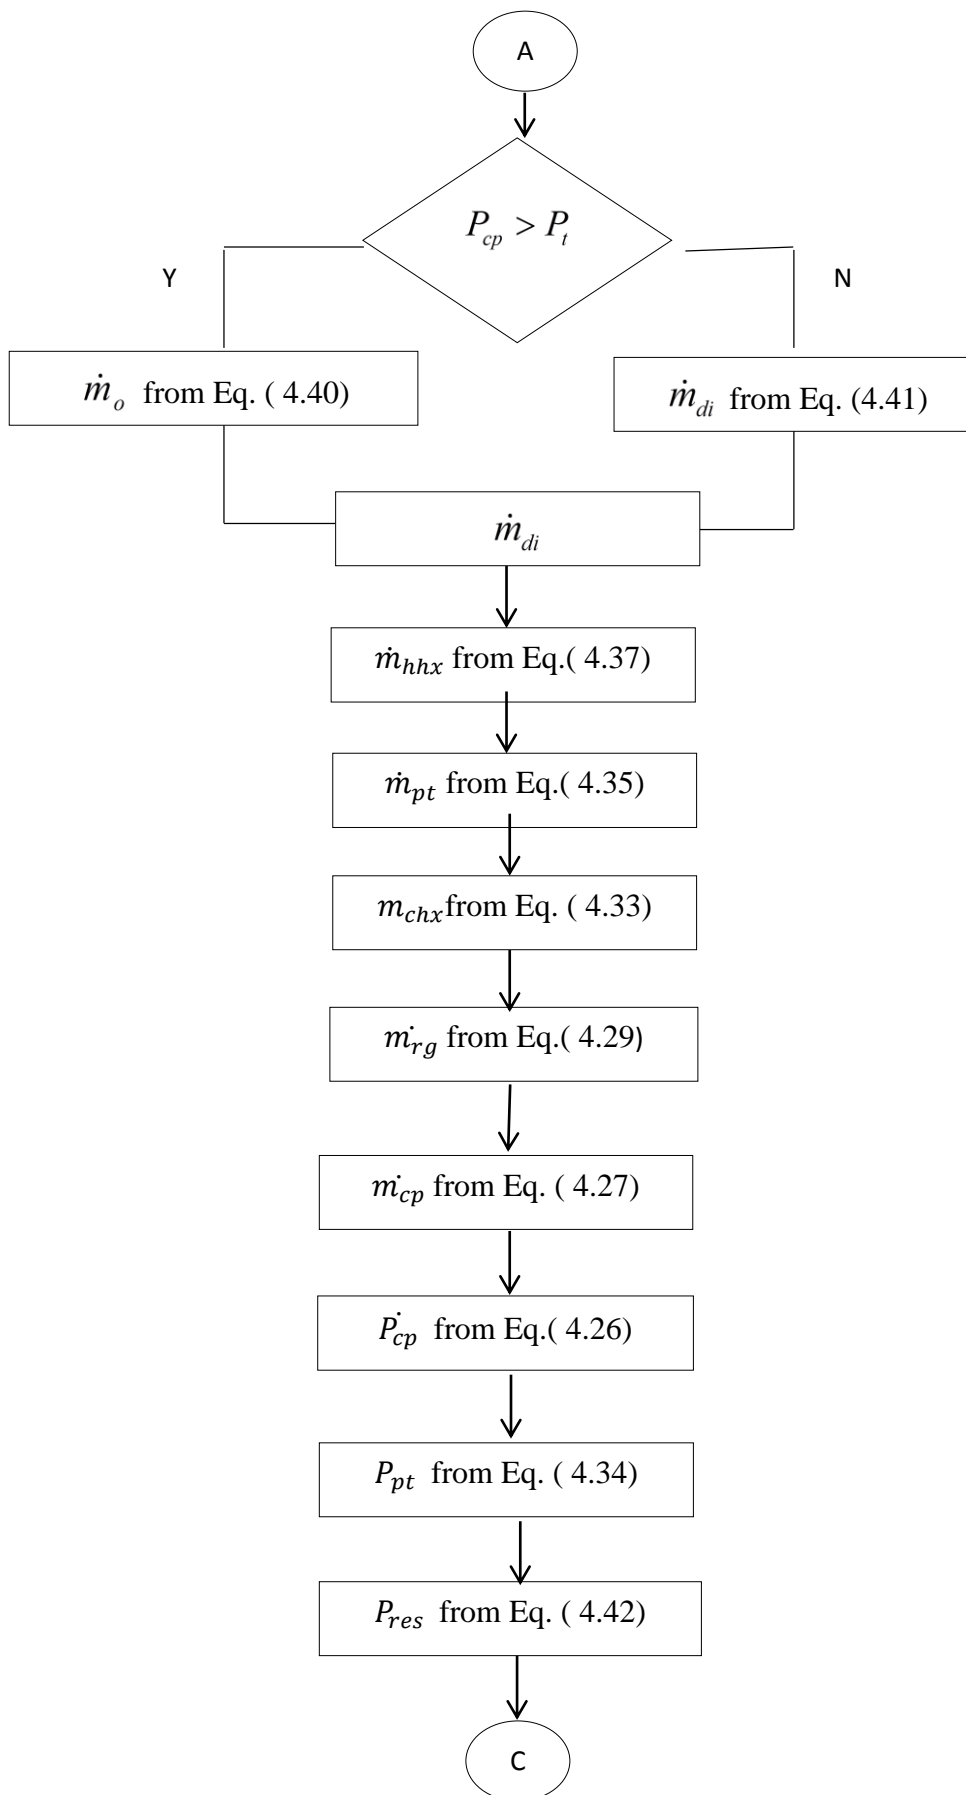 A
P_cp > P_t
Y
N
ṁ_o from Eq. ( 4.40)
ṁ_di from Eq. (4.41)
ṁ_di
ṁ_hhx from Eq.( 4.37)
ṁ_pt from Eq.( 4.35)
m_chx from Eq. ( 4.33)
ṁ_rg from Eq.( 4.29)
ṁ_cp from Eq. ( 4.27)
Ṗ_cp from Eq.( 4.26)
P_pt from Eq. ( 4.34)
P_res from Eq. ( 4.42)
C